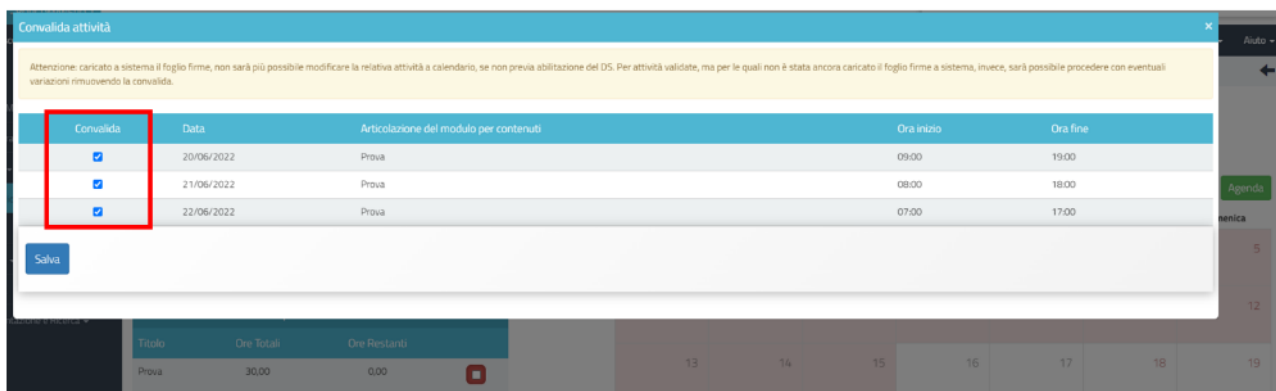 Convalida attività ×
Aiuto
Attenzione: caricato a sistema il foglio firme, non sarà più possibile modificare la relativa attività a calendario, se non previa abilitazione del DS. Per attività validate, ma per le quali non è stata ancora caricato il foglio firme a sistema, invece, sarà possibile procedere con eventuali
variazioni rimuovendo la convalida.
Convalida Data Articolazione del modulo per contenuti Ora inizio Ora fine
20/06/2022 Prova 09:00 19:00
21/06/2022 Prova 08:00 18:00
22/06/2022 Prova 07:00 17:00
Agenda
menica
Salva
5
12
Titolo Ore Totali Ore Restanti
Prova 30,00 0,00
13 14 15 16 17 18 19